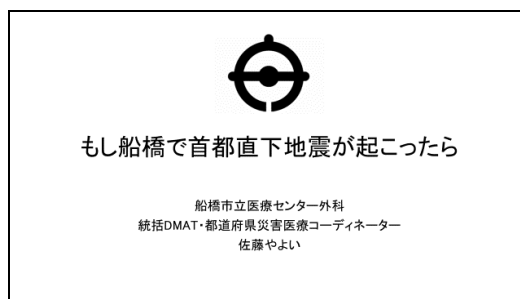 もし船橋で首都直下地震が起こったら
船橋市立医療センター外科
統括DMAT・都道府県災害医療コーディネーター
佐藤やよい